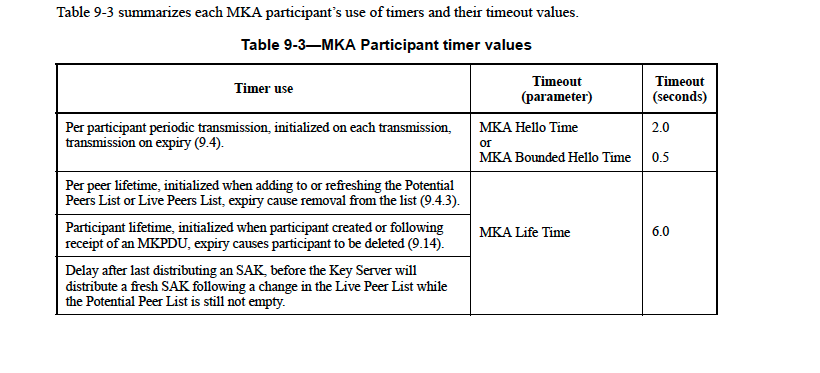 Table 9-3 summarizes each MKA participant's use of timers and their timeout values.
Table 9-3—MKA Participant timer values
Timer use
Timeout
(parameter)
Timeout
(seconds)
Per participant periodic transmission, initialized on each transmission,
transmission on expiry (9.4).
MKA Hello Time
or
MKA Bounded Hello Time
2.0
0.5
Per peer lifetime, initialized when adding to or refreshing the Potential
Peers List or Live Peers List, expiry cause removal from the list (9.4.3).
Participant lifetime, initialized when participant created or following
receipt of an MKPDU, expiry causes participant to be deleted (9.14).
Delay after last distributing an SAK, before the Key Server will
distribute a fresh SAK following a change in the Live Peer List while
the Potential Peer List is still not empty.
MKA Life Time
6.0